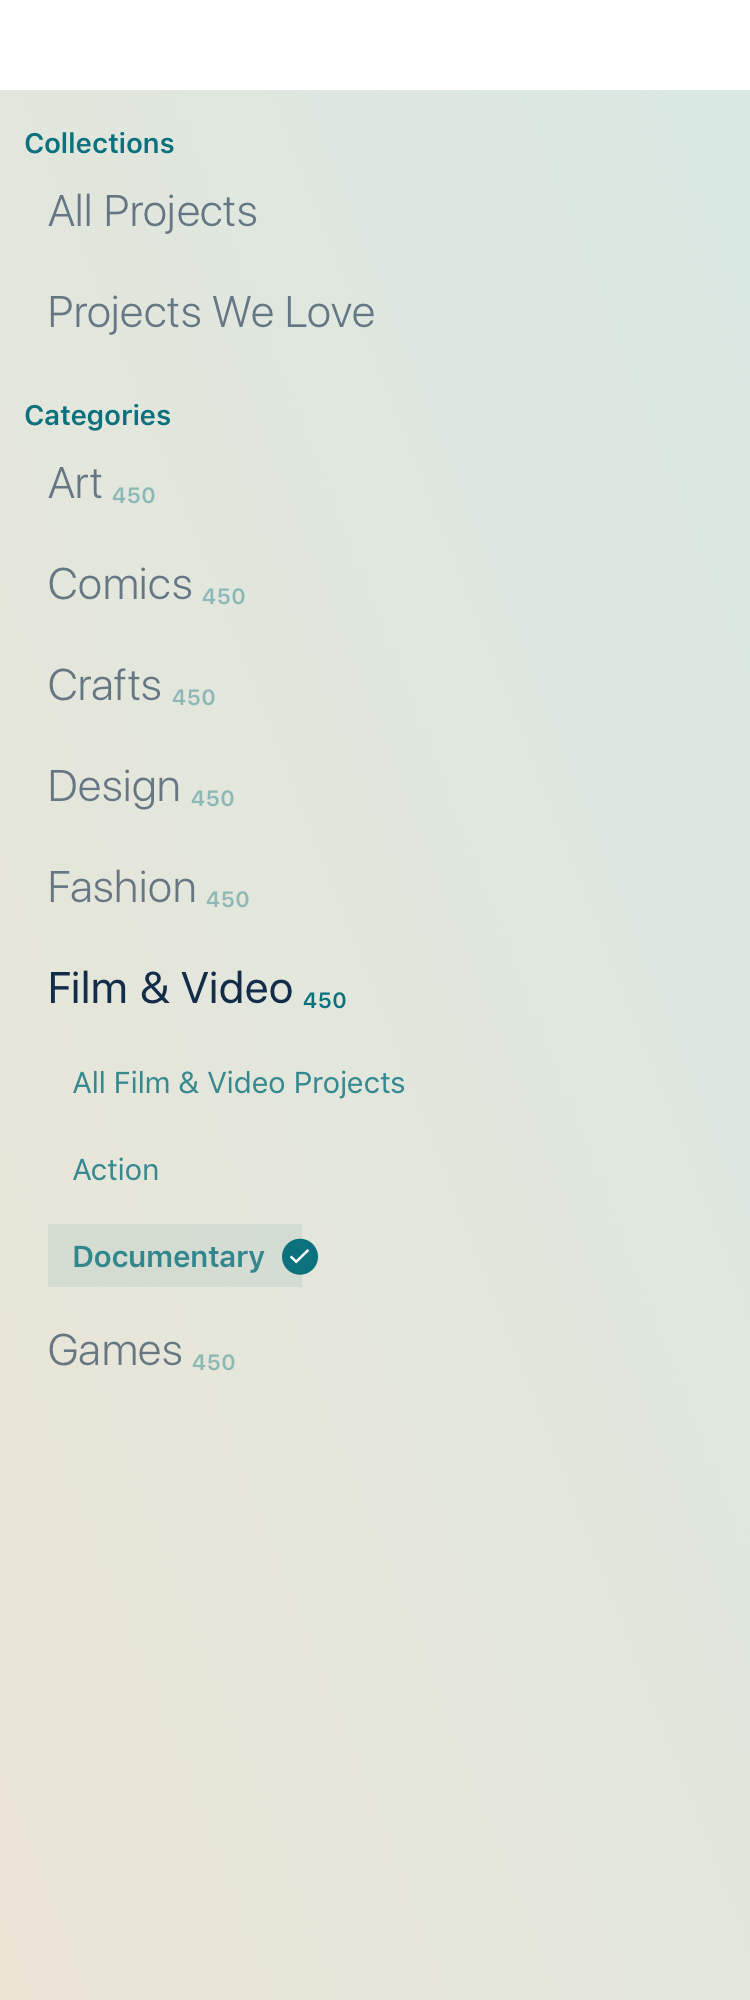 Collections
All Projects
Projects We Love
Categories
Art 450
Comics 450
Crafts 450
Design 450
Fashion 450
Film & Video 450
All Film & Video Projects
Action
Documentary
Games 450